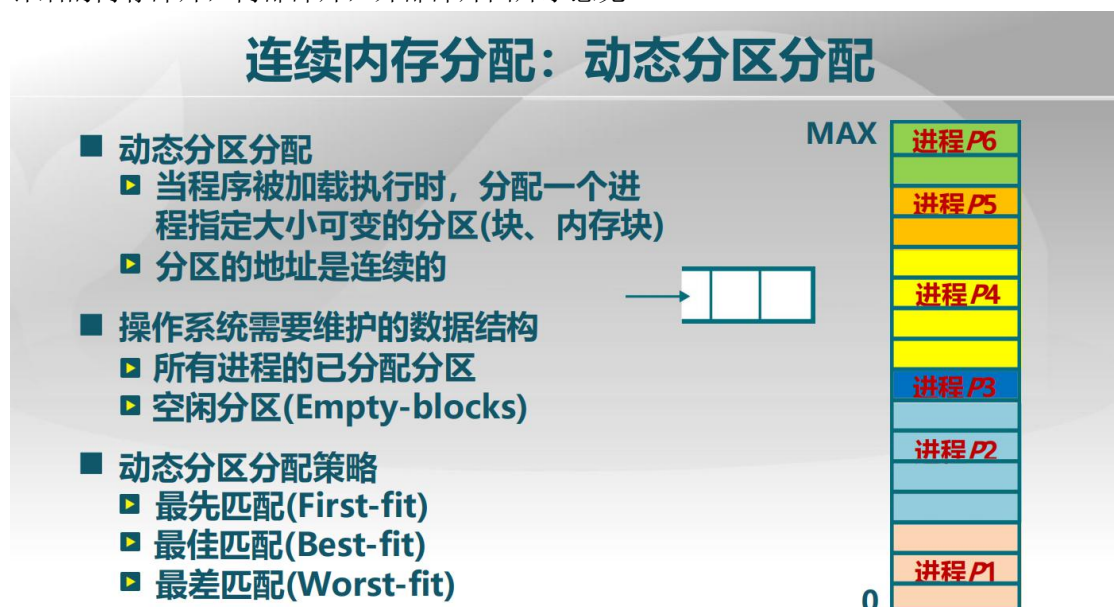 连续内存分配：动态分区分配
■ 动态分区分配
当程序被加载执行时，分配一个进
程指定大小可变的分区(块、内存块)
分区的地址是连续的
■ 操作系统需要维护的数据结构
所有进程的已分配分区
空闲分区(Empty-blocks)
■ 动态分区分配策略
最先匹配(First-fit)
最佳匹配(Best-fit)
最差匹配(Worst-fit)
MAX
进程P6
进程P5
进程P4
进程P3
进程P2
进程P1
0